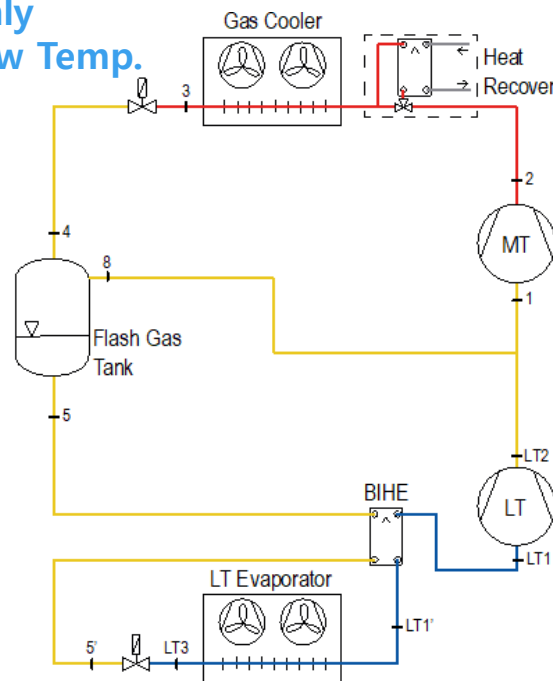 nly
w Temp.
Gas Cooler
Heat
Recover
3
2
MT
4
8
1
Flash Gas
Tank
5
LT2
BIHE
LT
LT1
LT Evaporator
LT1'
5'
LT3